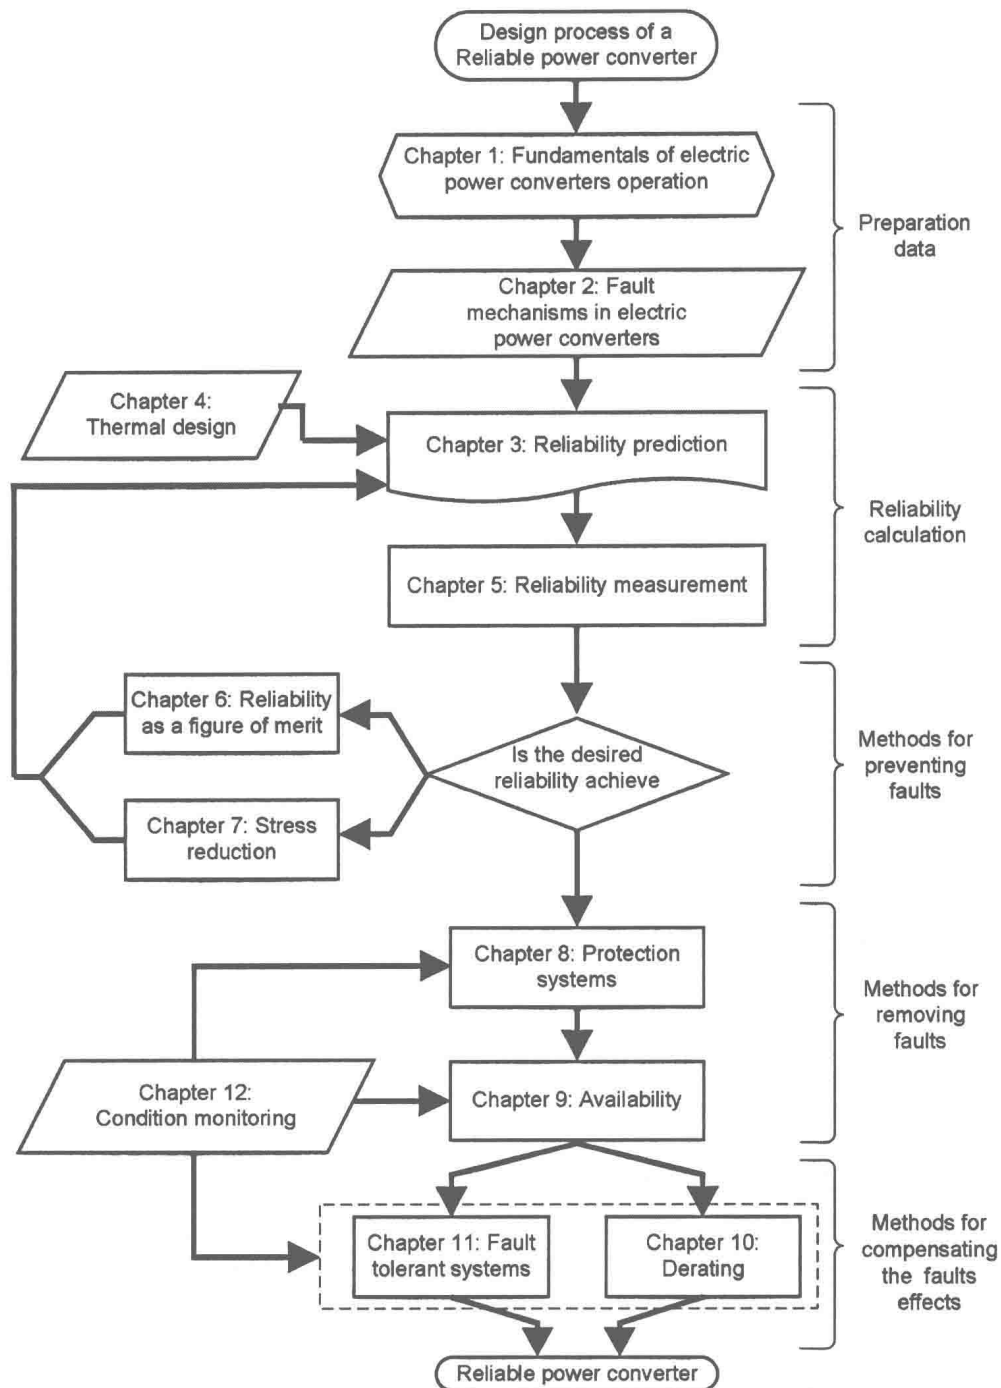 Design process of a
Reliable power converter
Chapter 1: Fundamentals of electric
power converters operation
Preparation
data
Chapter 2: Fault
mechanisms in electric
power converters
Chapter 4:
Thermal design
Chapter 3: Reliability prediction
Reliability
calculation
Chapter 5: Reliability measurement
Chapter 6: Reliability
as a figure of merit
Is the desired
reliability achieve
Methods for
preventing
faults
Chapter 7: Stress
reduction
Chapter 8: Protection
systems
Methods for
removing
faults
Chapter 12:
Condition monitoring
Chapter 9: Availability
Chapter 11: Fault
tolerant systems
Chapter 10:
Derating
Methods for
compensating
the faults
effects
Reliable power converter